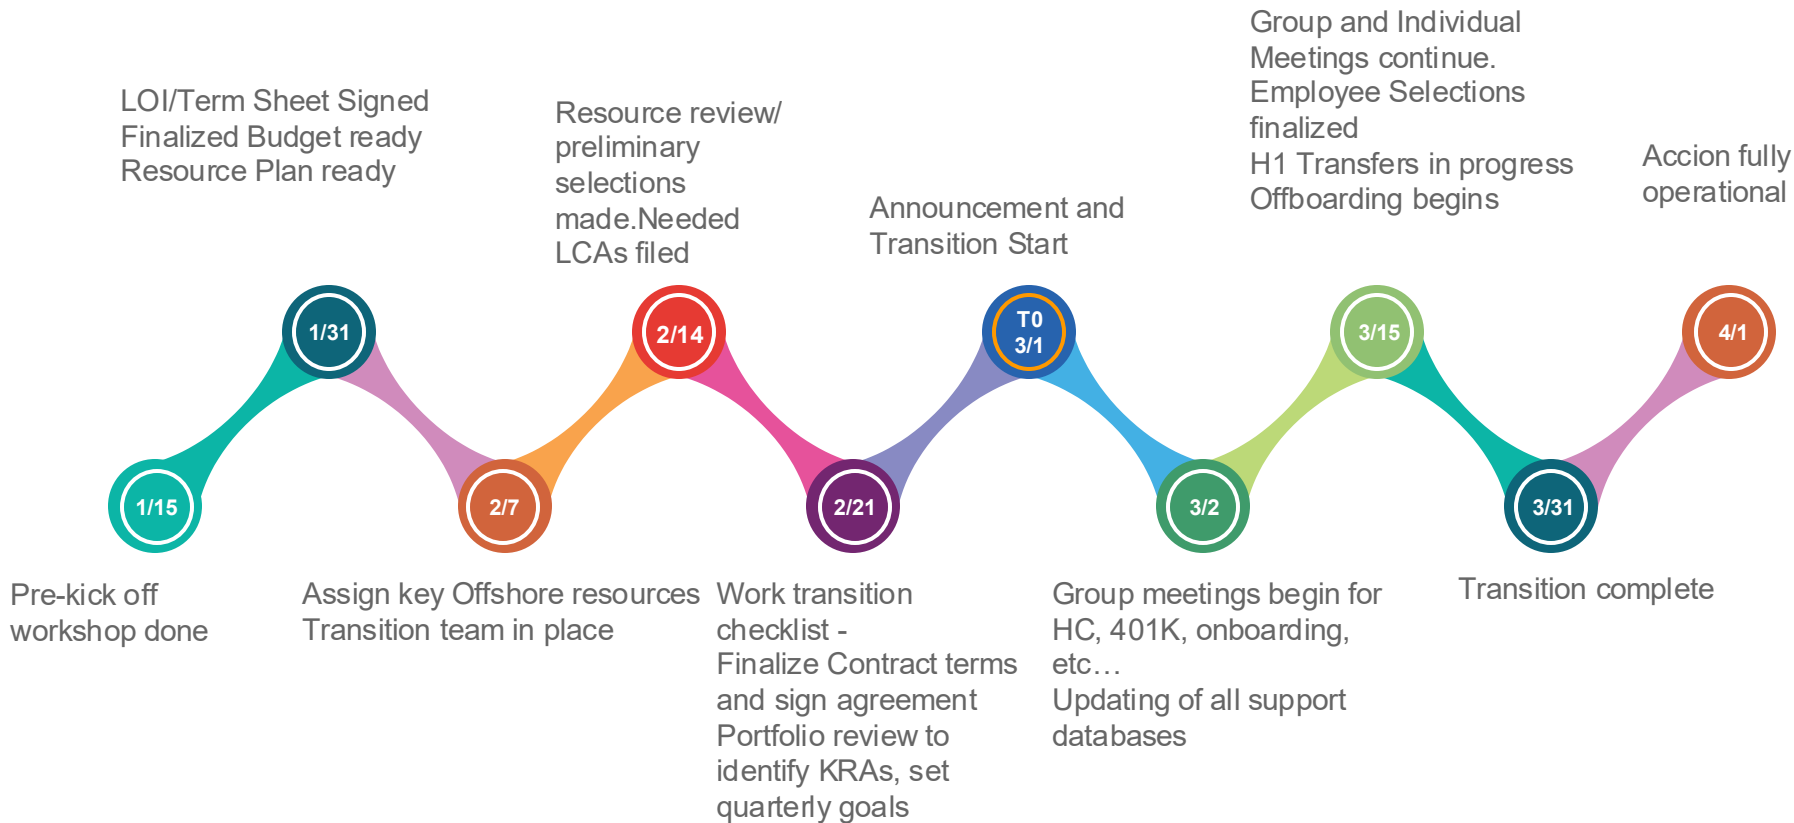 Group and Individual
Meetings continue.
Employee Selections
finalized
H1 Transfers in progress
Offboarding begins
LOI/Term Sheet Signed
Finalized Budget ready
Resource Plan ready
Resource review/
preliminary
selections
made.Needed
LCAs filed
Announcement and
Transition Start
Accion fully
operational
1/31
2/14
T0
3/1
3/15
4/1
1/15
2/7
2/21
3/2
3/31
Pre-kick off
workshop done
Assign key Offshore resources
Transition team in place
Work transition
checklist -
Finalize Contract terms
and sign agreement
Portfolio review to
identify KRAs, set
quarterly goals
Group meetings begin for
HC, 401K, onboarding,
etc…
Updating of all support
databases
Transition complete